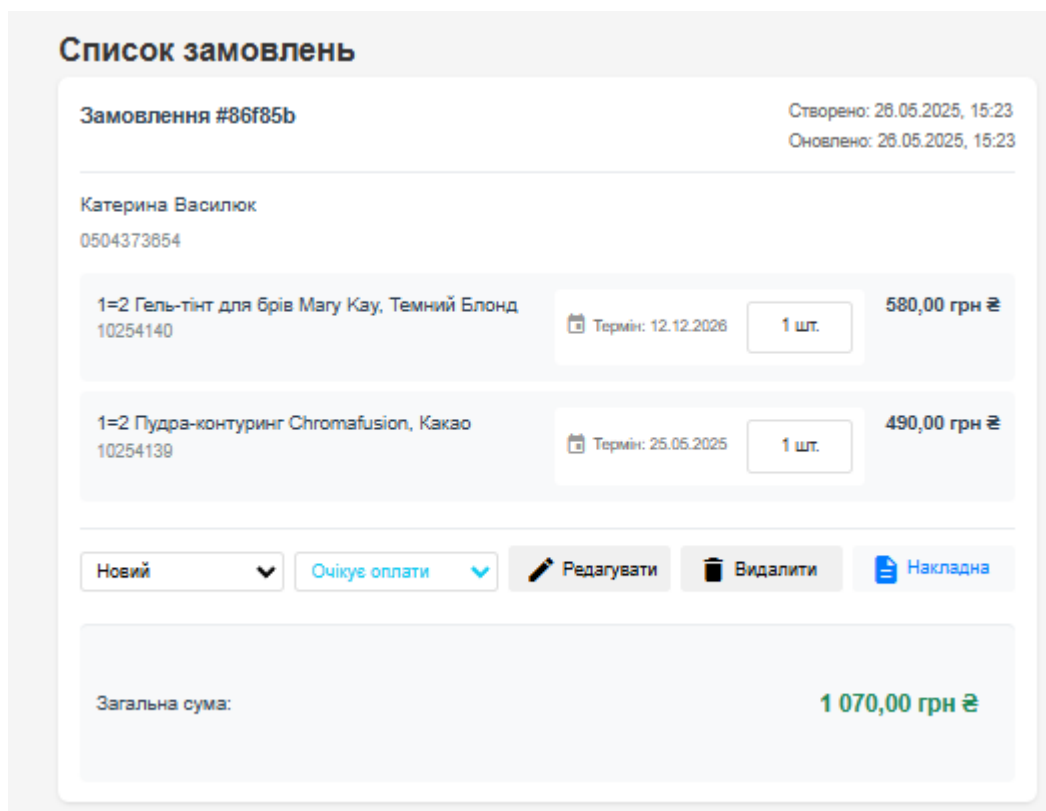 Список замовлень
Замовлення #86f85b
Створено: 26.05.2025, 15:23
Оновлено: 26.05.2025, 15:23
Катерина Василюк
0504373654
1=2 Гель-тінт для брів Mary Kay, Темний Блонд
10254140
Термін: 12.12.2026
1 шт.
580,00 грн ₴
1=2 Пудра-контуринг Chromafusion, Какао
10254139
Термін: 25.05.2025
1 шт.
490,00 грн ₴
Новий
Очікує оплати
Редагувати
Видалити
Накладна
Загальна сума:
1 070,00 грн ₴